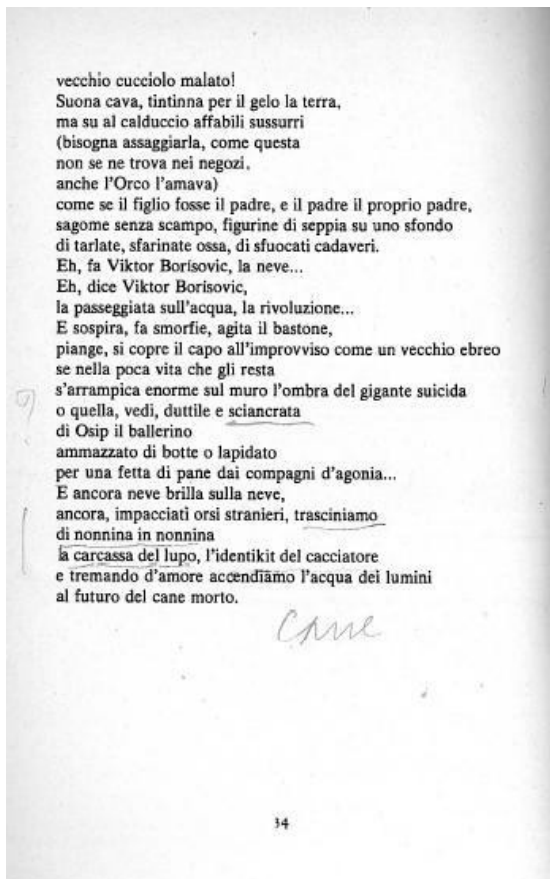 vecchio cucciolo malato!
Suona cava, tintinna per il gelo la terra,
ma su al calduccio affabili sussurri
(bisogna assaggiarla, come questa
non se ne trova nei negozi,
anche l'Orco l'amava)
come se il figlio fosse il padre, e il padre il proprio padre,
sagome senza scampo, figurine di seppia su uno sfondo
di tarlate, sfarinate ossa, di sfuocati cadaveri.
Eh, fa Viktor Borisovic, la neve...
Eh, dice Viktor Borisovic,
la passeggiata sull'acqua, la rivoluzione...
E sospira, fa smorfie, agita il bastone,
piange, si copre il capo all'improvviso come un vecchio ebreo
se nella poca vita che gli resta
s'arrampica enorme sul muro l'ombra del gigante suicida
o quella, vedi, duttile e sciancrata
di Osip il ballerino
ammazzato di botte o lapidato
per una fetta di pane dai compagni d'agonia...
E ancora neve brilla sulla neve,
ancora, impacciati orsi stranieri, trasciniamo
di nonnina in nonnina
la carcassa del lupo, l'identikit del cacciatore
e tremando d'amore accendiamo l'acqua dei lumini
al futuro del cane morto.
cane
34